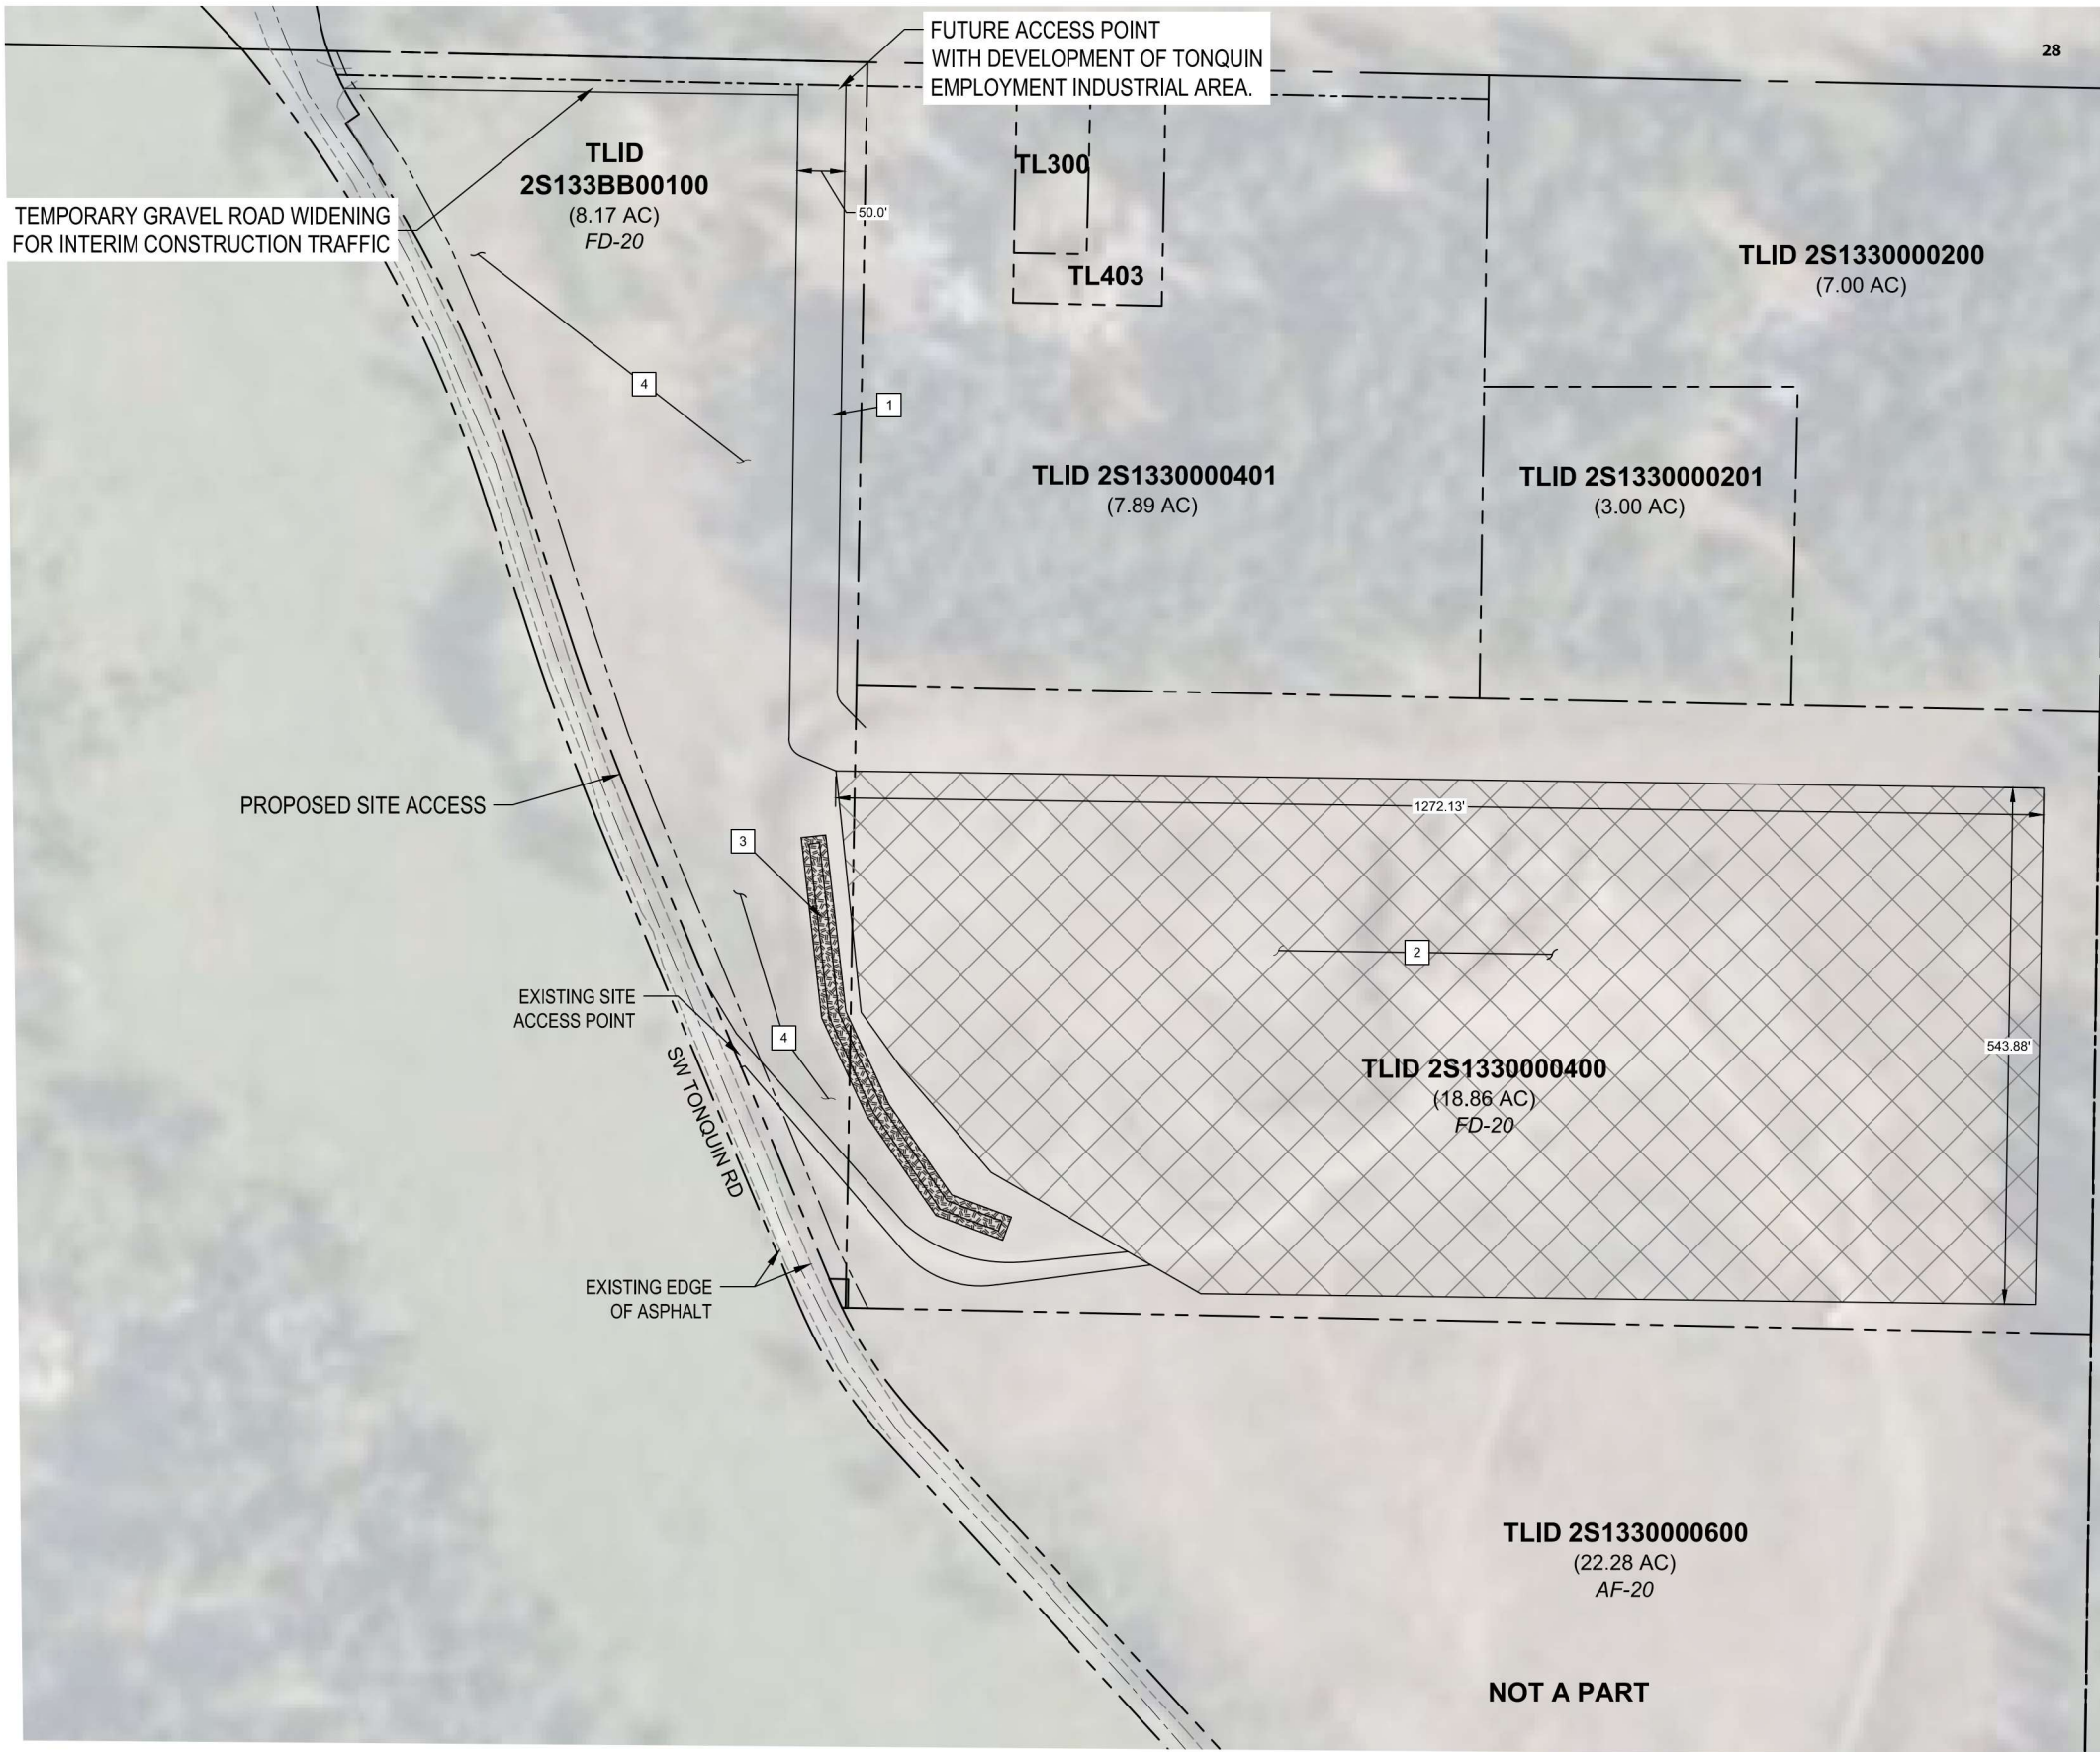 FUTURE ACCESS POINT
WITH DEVELOPMENT OF TONQUIN
EMPLOYMENT INDUSTRIAL AREA.
28
TLID
2S133BB00100
(8.17 AC)
FD-20
TEMPORARY GRAVEL ROAD WIDENING
FOR INTERIM CONSTRUCTION TRAFFIC
50.0'
TL300
TL403
TLID 2S1330000200
(7.00 AC)
4
1
TLID 2S1330000401
(7.89 AC)
TLID 2S1330000201
(3.00 AC)
PROPOSED SITE ACCESS
1272.13'
3
2
EXISTING SITE
ACCESS POINT
4
543.88'
SW TONQUIN RD
TLID 2S1330000400
(18.86 AC)
FD-20
EXISTING EDGE
OF ASPHALT
TLID 2S1330000600
(22.28 AC)
AF-20
NOT A PART